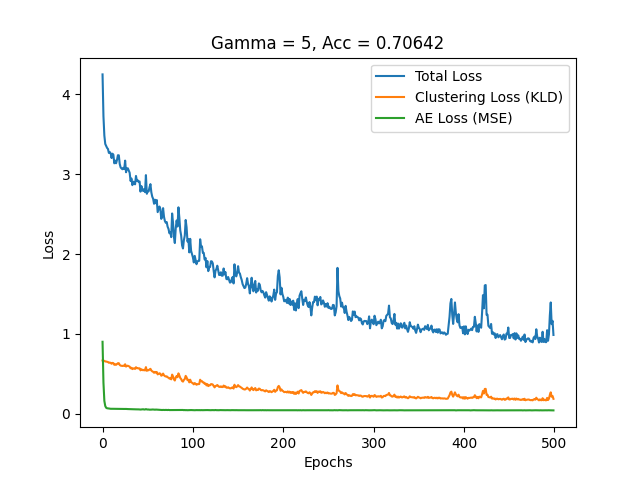 Gamma = 5, Acc = 0.70642
Total Loss
Clustering Loss (KLD)
AE Loss (MSE)
Loss
4
3
2
1
0
0 100 200 300 400 500
Epochs